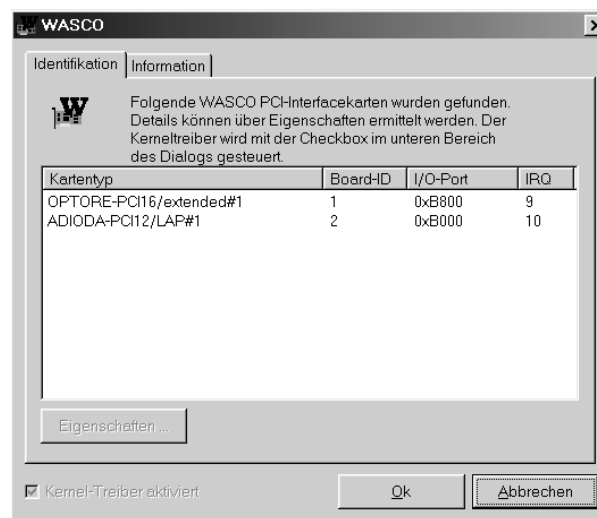 WASCO
Identifikation Information
Folgende WASCO PCI-Interfacekarten wurden gefunden.
Details können über Eigenschaften ermittelt werden. Der
Kerneltreiber wird mit der Checkbox im unteren Bereich
des Dialogs gesteuert.
Kartentyp Board-ID I/O-Port IRQ
OPTORE-PCI16/extended#1 1 0xB800 9
ADIODA-PCI12/LAP#1 2 0xB000 10
Eigenschaften ...
Kernel-Treiber aktiviert Ok Abbrechen